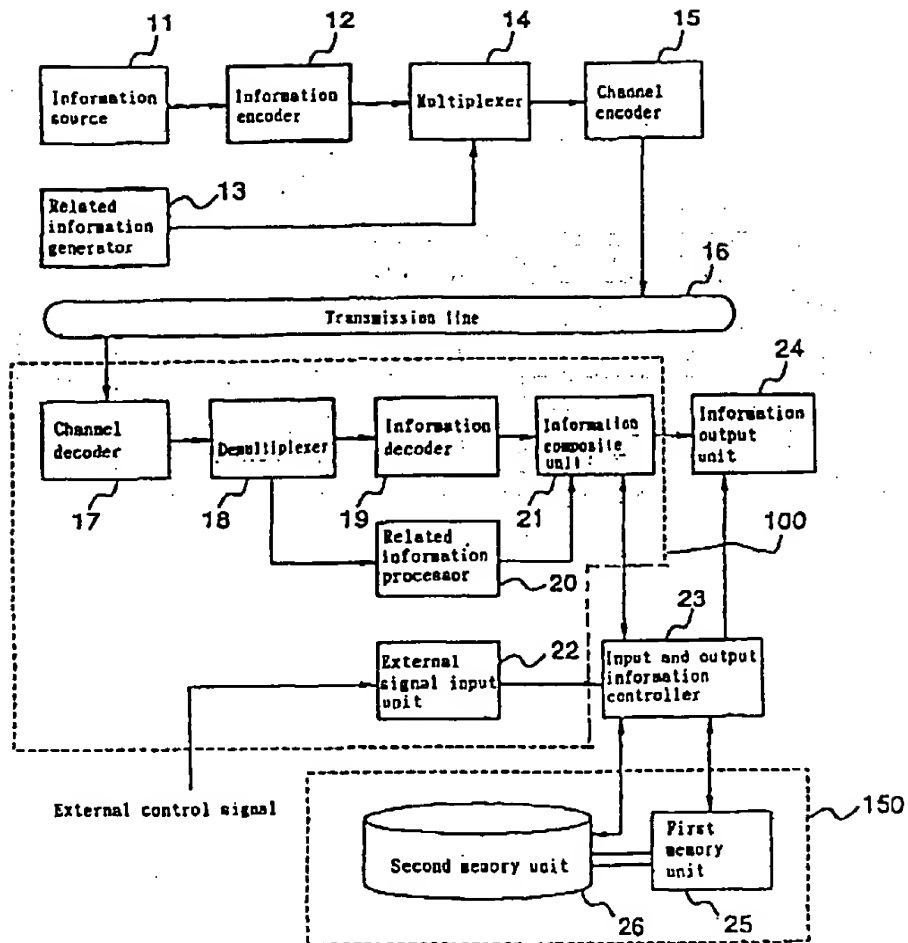 11
12
14
15
Information
source
Information
encoder
Multiplexer
Channel
encoder
13
Related
information
generator
16
Transmission line
24
Channel
decoder
Demultiplexer
Information
decoder
Information
composite
unit
Information
output
unit
17
18
19
21
100
Related
information
processor
20
23
22
External
signal input
unit
Input and output
information
controller
External control signal
150
Second memory unit
First
memory
unit
26
25